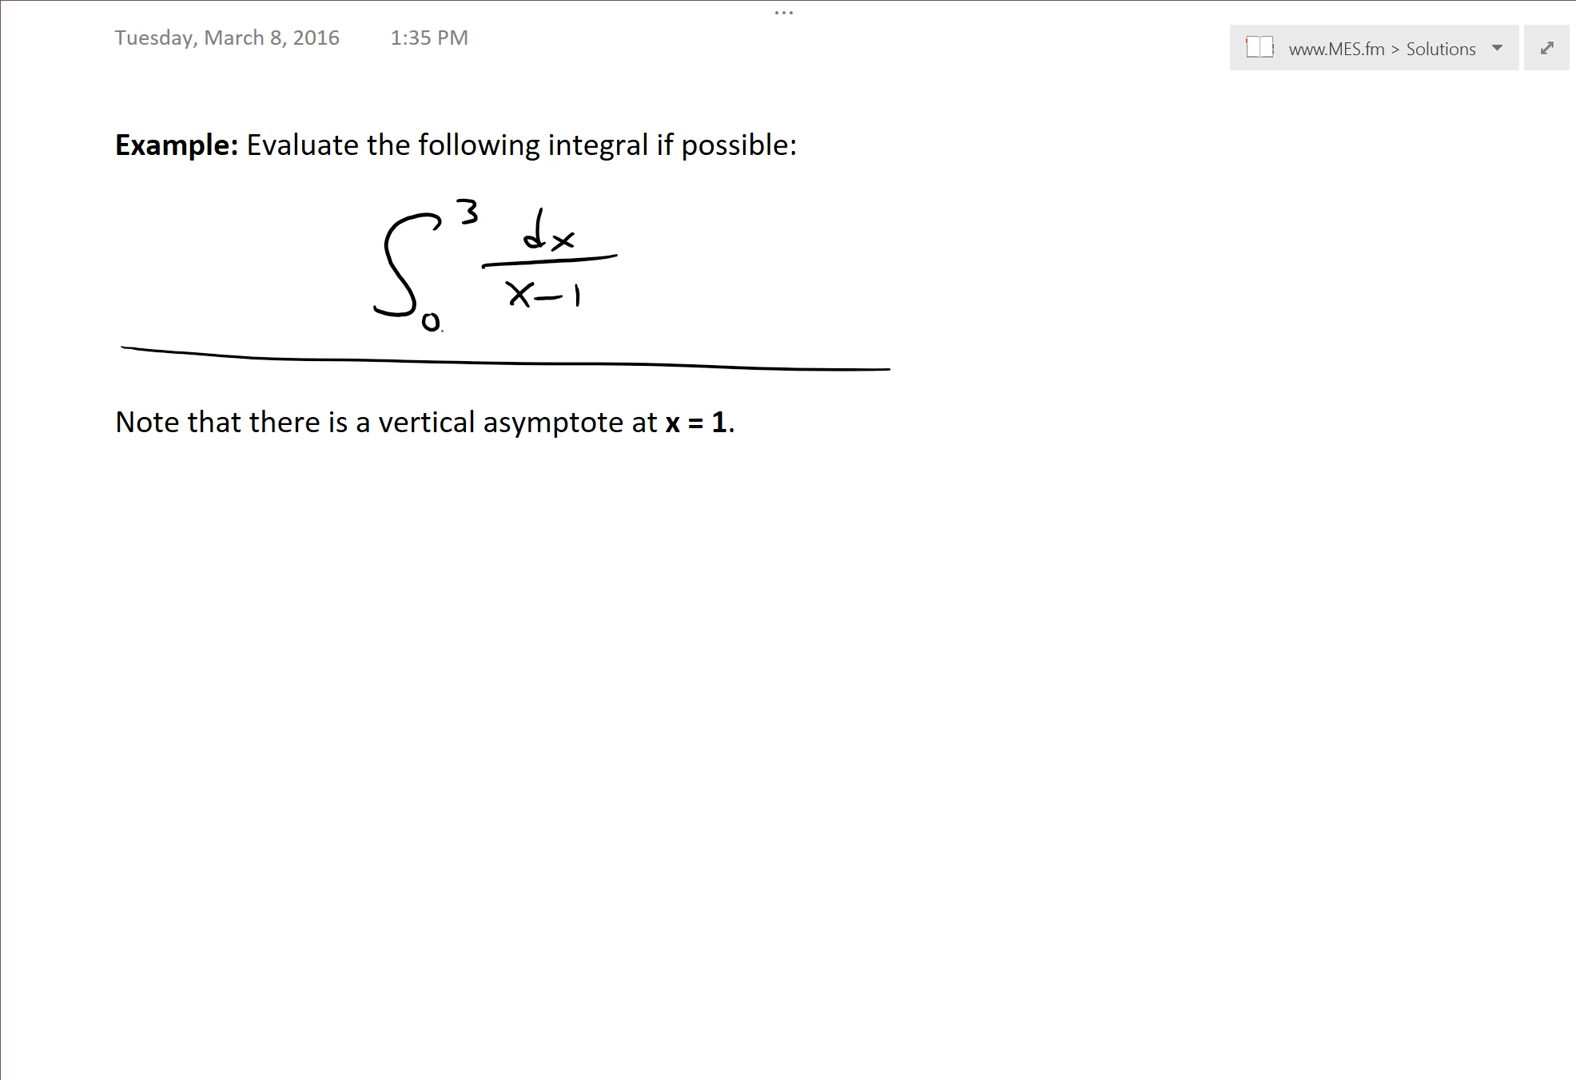 Tuesday, March 8, 2016 1:35 PM
www.MES.fm > Solutions
Example: Evaluate the following integral if possible:
∫₀³ dx/(x-1)
Note that there is a vertical asymptote at x = 1.